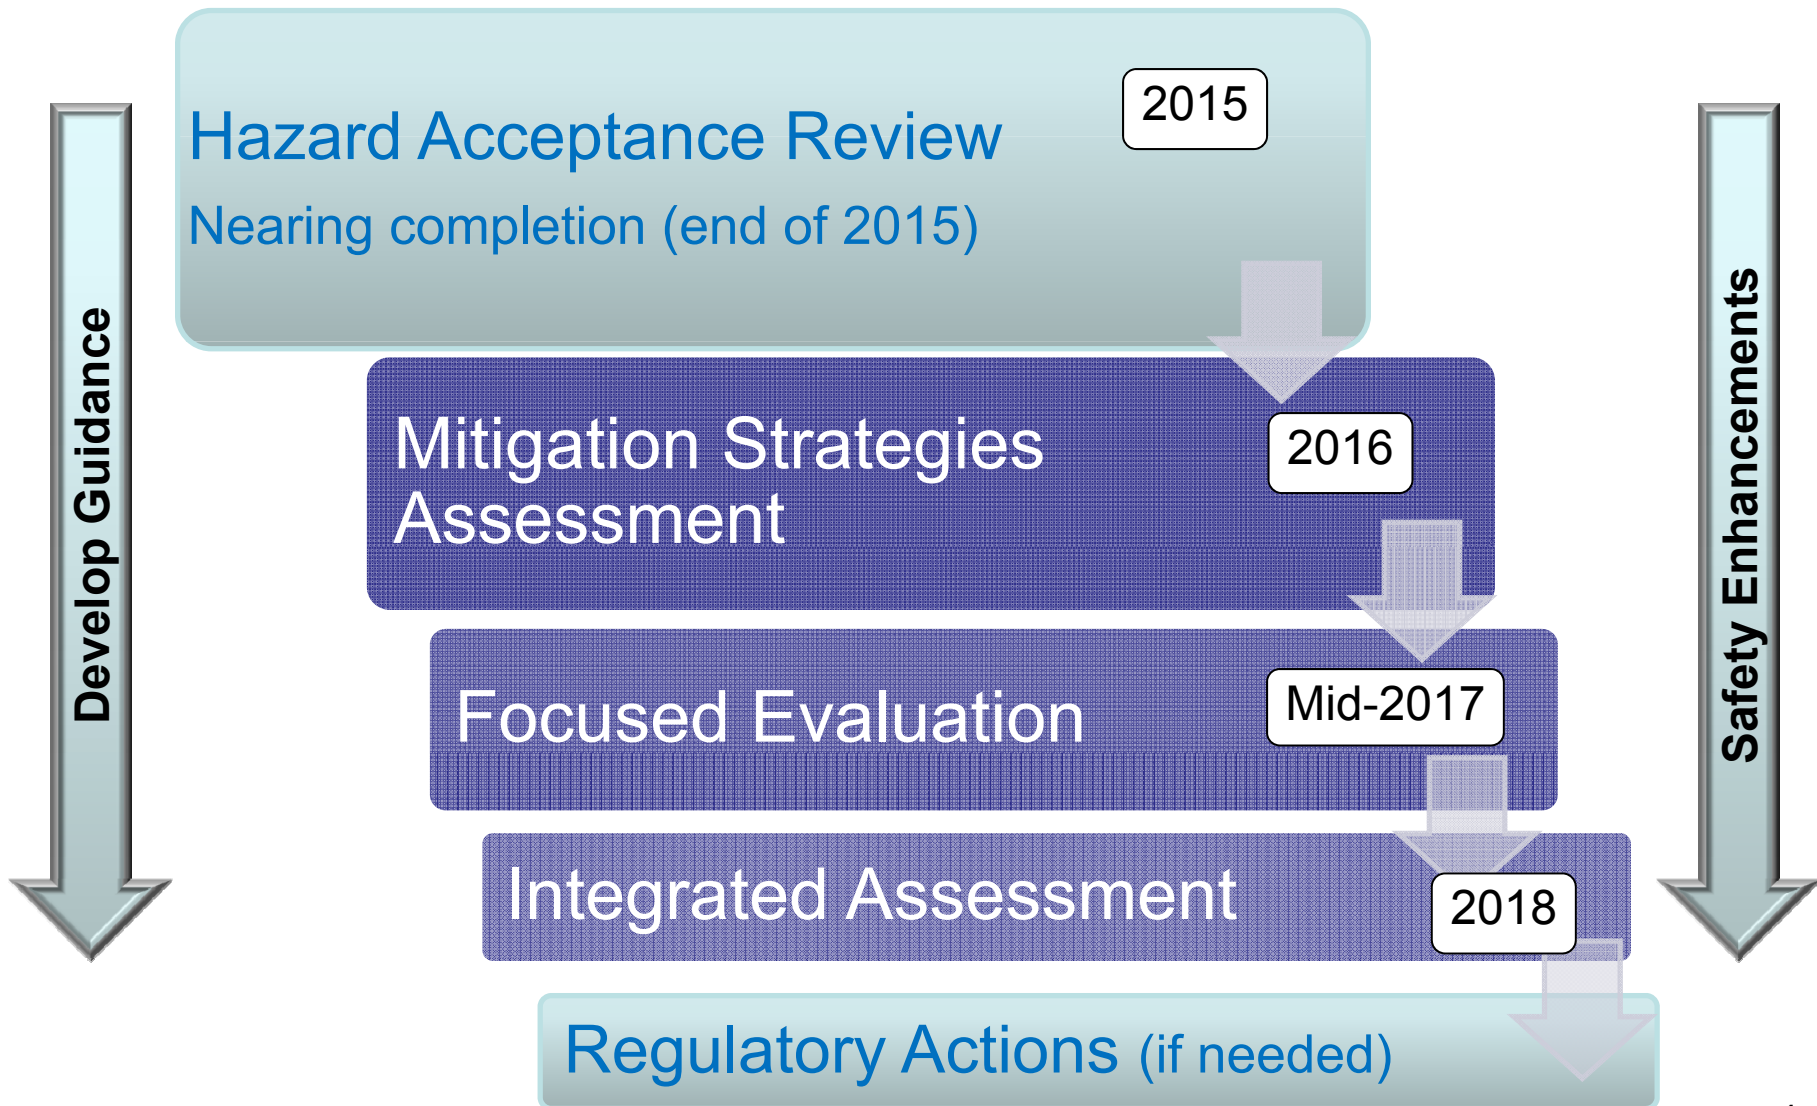 Hazard Acceptance Review
2015
Nearing completion (end of 2015)
Develop Guidance
Safety Enhancements
Mitigation Strategies
Assessment
2016
Focused Evaluation
Mid-2017
Integrated Assessment
2018
Regulatory Actions (if needed)